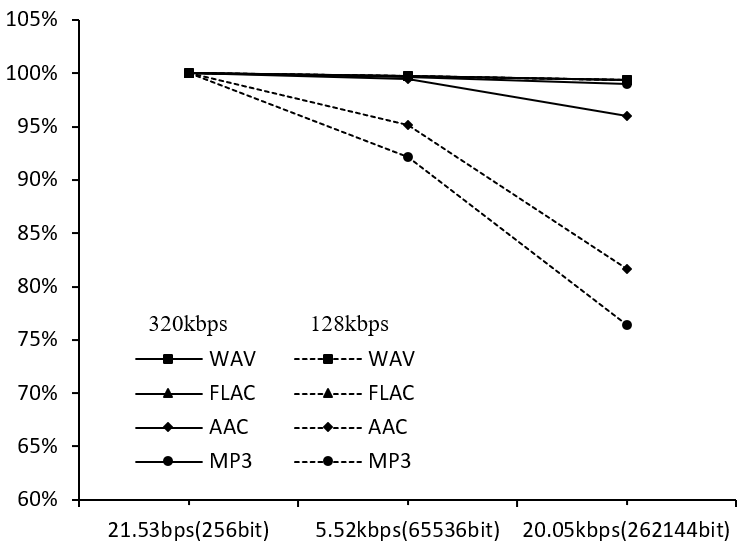 105%
100%
95%
90%
85%
80%
75%
70%
65%
60%
320kbps 128kbps
WAV WAV
FLAC FLAC
AAC AAC
MP3 MP3
21.53bps(256bit) 5.52kbps(65536bit) 20.05kbps(262144bit)